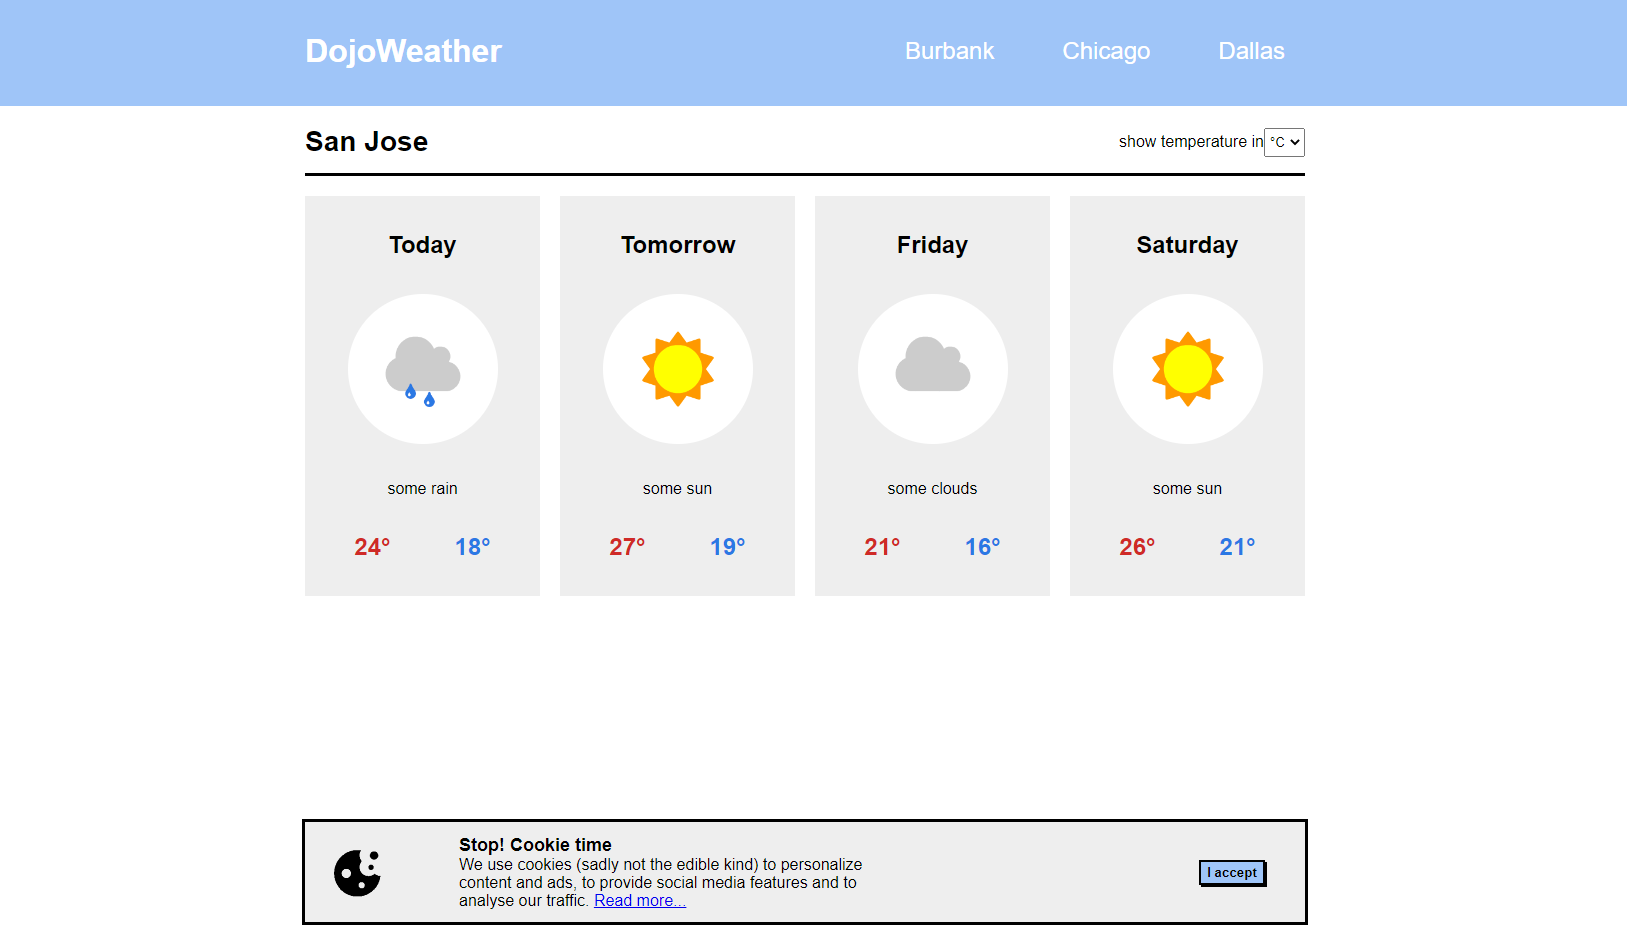 DojoWeather Burbank Chicago Dallas
San Jose show temperature in °C
Today Tomorrow Friday Saturday
some rain some sun some clouds some sun
24° 18° 27° 19° 21° 16° 26° 21°
Stop! Cookie time
We use cookies (sadly not the edible kind) to personalize
content and ads, to provide social media features and to
analyse our traffic. Read more...
I accept